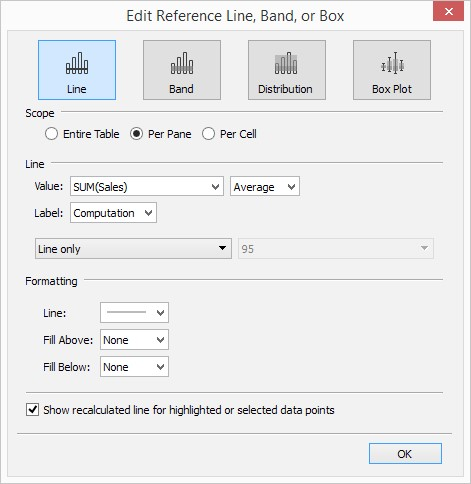 Edit Reference Line, Band, or Box
Line Band Distribution Box Plot
Scope
Entire Table Per Pane Per Cell
Line
Value: SUM(Sales) Average
Label: Computation
Line only 95
Formatting
Line:
Fill Above: None
Fill Below: None
Show recalculated line for highlighted or selected data points
OK